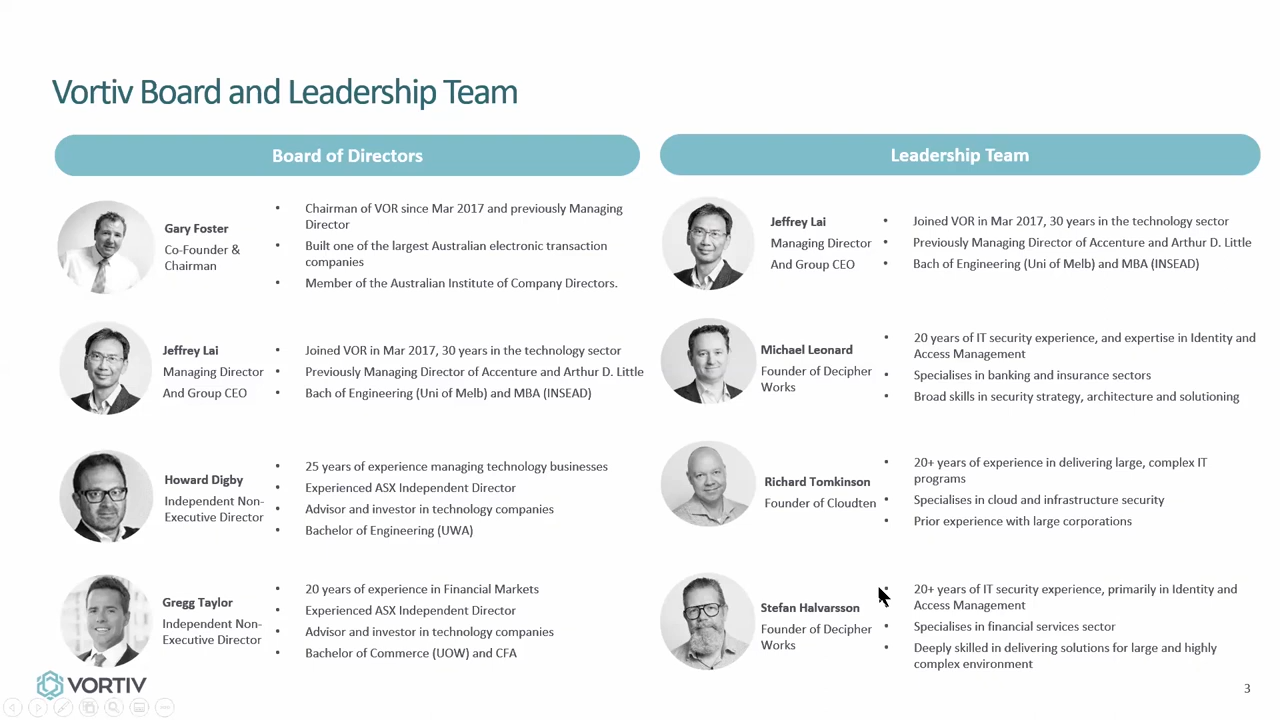 Vortiv Board and Leadership Team
Board of Directors
Gary Foster
Co-Founder &
Chairman
• Chairman of VOR since Mar 2017 and previously Managing
Director
• Built one of the largest Australian electronic transaction
companies
• Member of the Australian Institute of Company Directors.
Jeffrey Lai
Managing Director
And Group CEO
• Joined VOR in Mar 2017, 30 years in the technology sector
• Previously Managing Director of Accenture and Arthur D. Little
• Bach of Engineering (Uni of Melb) and MBA (INSEAD)
Howard Digby
Independent Non-
Executive Director
• 25 years of experience managing technology businesses
• Experienced ASX Independent Director
• Advisor and investor in technology companies
• Bachelor of Engineering (UWA)
Gregg Taylor
Independent Non-
Executive Director
• 20 years of experience in Financial Markets
• Experienced ASX Independent Director
• Advisor and investor in technology companies
• Bachelor of Commerce (UOW) and CFA
Leadership Team
Jeffrey Lai
Managing Director
And Group CEO
• Joined VOR in Mar 2017, 30 years in the technology sector
• Previously Managing Director of Accenture and Arthur D. Little
• Bach of Engineering (Uni of Melb) and MBA (INSEAD)
Michael Leonard
Founder of Decipher
Works
• 20 years of IT security experience, and expertise in Identity and
Access Management
• Specialises in banking and insurance sectors
• Broad skills in security strategy, architecture and solutioning
Richard Tomkinson
Founder of Cloudten
• 20+ years of experience in delivering large, complex IT
programs
• Specialises in cloud and infrastructure security
• Prior experience with large corporations
Stefan Halvarsson
Founder of Decipher
Works
• 20+ years of IT security experience, primarily in Identity and
Access Management
• Specialises in financial services sector
• Deeply skilled in delivering solutions for large and highly
complex environment
VORTIV
3